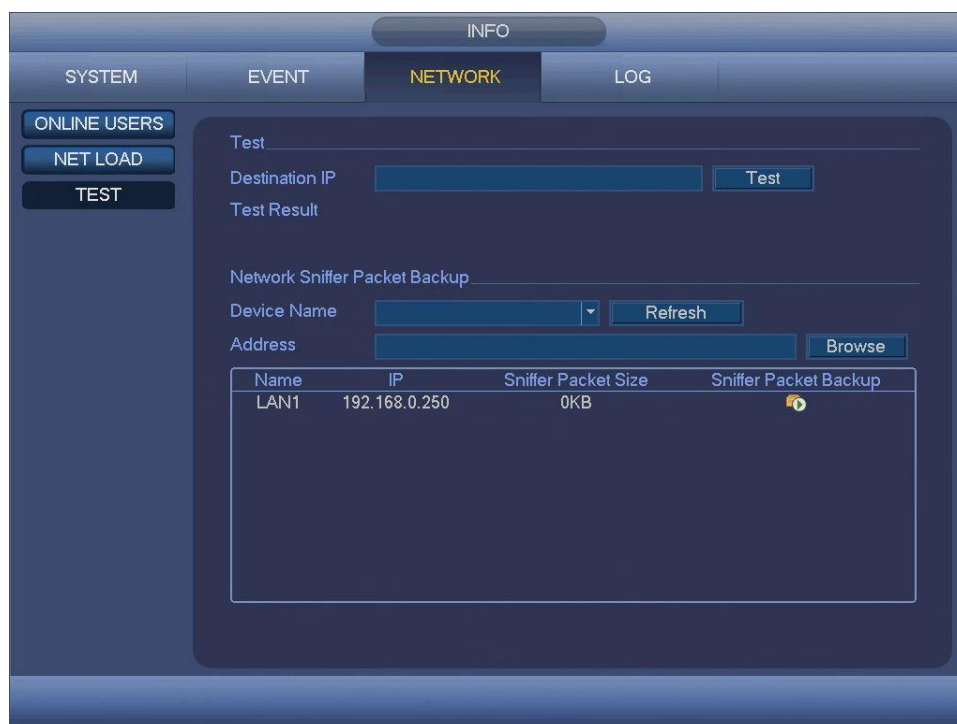 INFO
SYSTEM EVENT NETWORK LOG
ONLINE USERS
NET LOAD
TEST
Test
Destination IP Test
Test Result
Network Sniffer Packet Backup
Device Name Refresh
Address Browse
Name IP Sniffer Packet Size Sniffer Packet Backup
LAN1 192.168.0.250 0KB